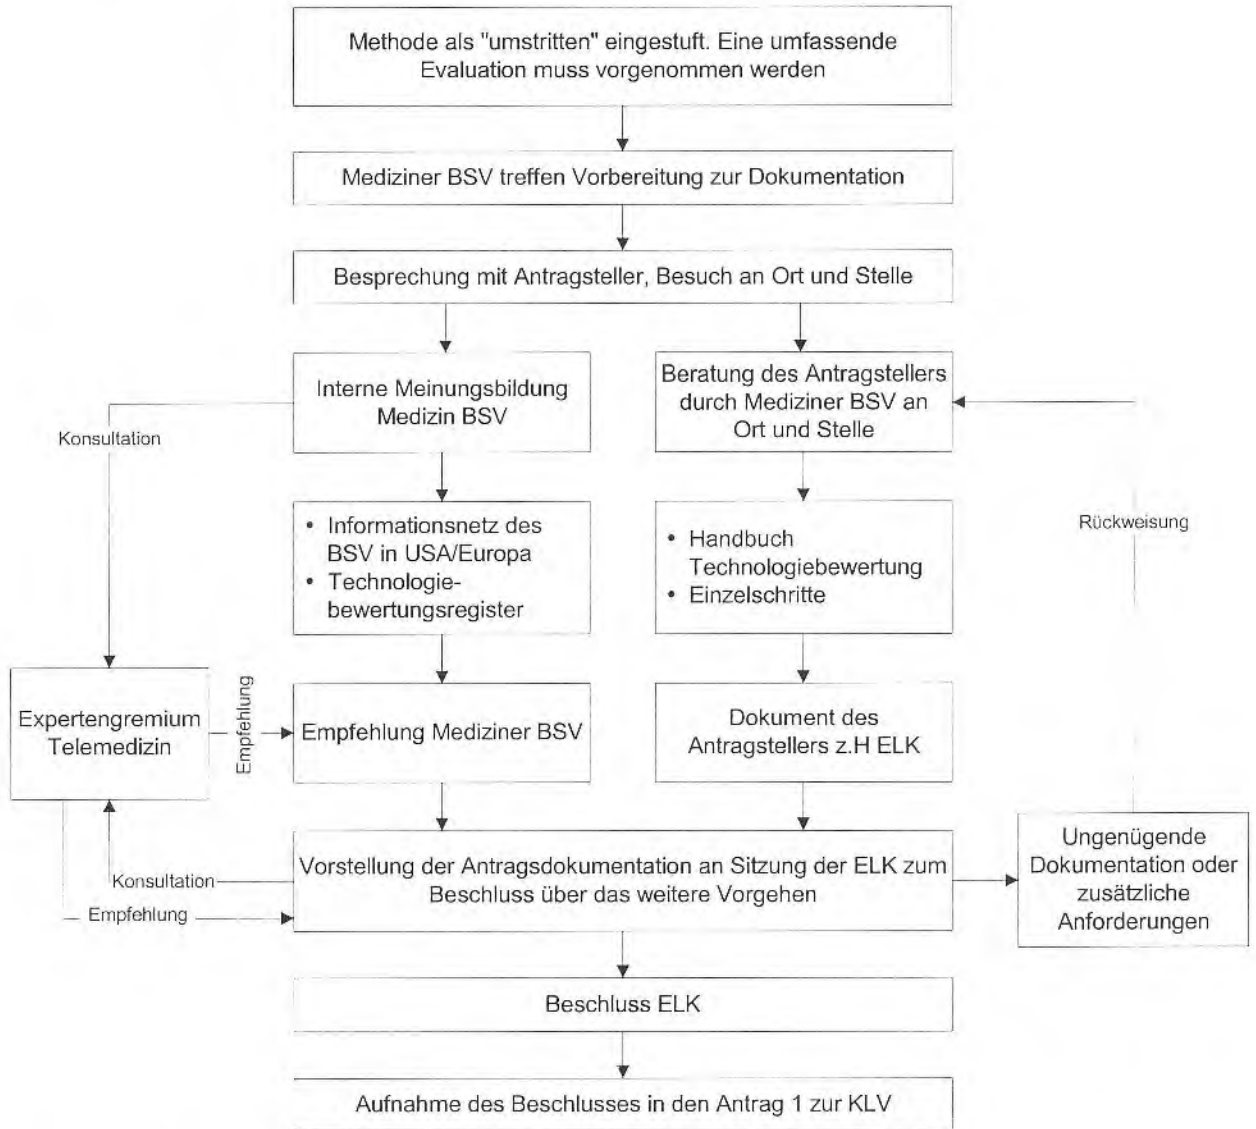 Methode als "umstritten" eingestuft. Eine umfassende
Evaluation muss vorgenommen werden
Mediziner BSV treffen Vorbereitung zur Dokumentation
Besprechung mit Antragsteller, Besuch an Ort und Stelle
Interne Meinungsbildung
Medizin BSV
Beratung des Antragstellers
durch Mediziner BSV an
Ort und Stelle
Konsultation
• Informationsnetz des
BSV in USA/Europa
• Technologie-
bewertungsregister
• Handbuch
Technologiebewertung
• Einzelschritte
Rückweisung
Expertengremium
Telemedizin
Empfehlung
Empfehlung Mediziner BSV
Dokument des
Antragstellers z.H ELK
Vorstellung der Antragsdokumentation an Sitzung der ELK zum
Beschluss über das weitere Vorgehen
Konsultation
Empfehlung
Ungenügende
Dokumentation oder
zusätzliche
Anforderungen
Beschluss ELK
Aufnahme des Beschlusses in den Antrag 1 zur KLV